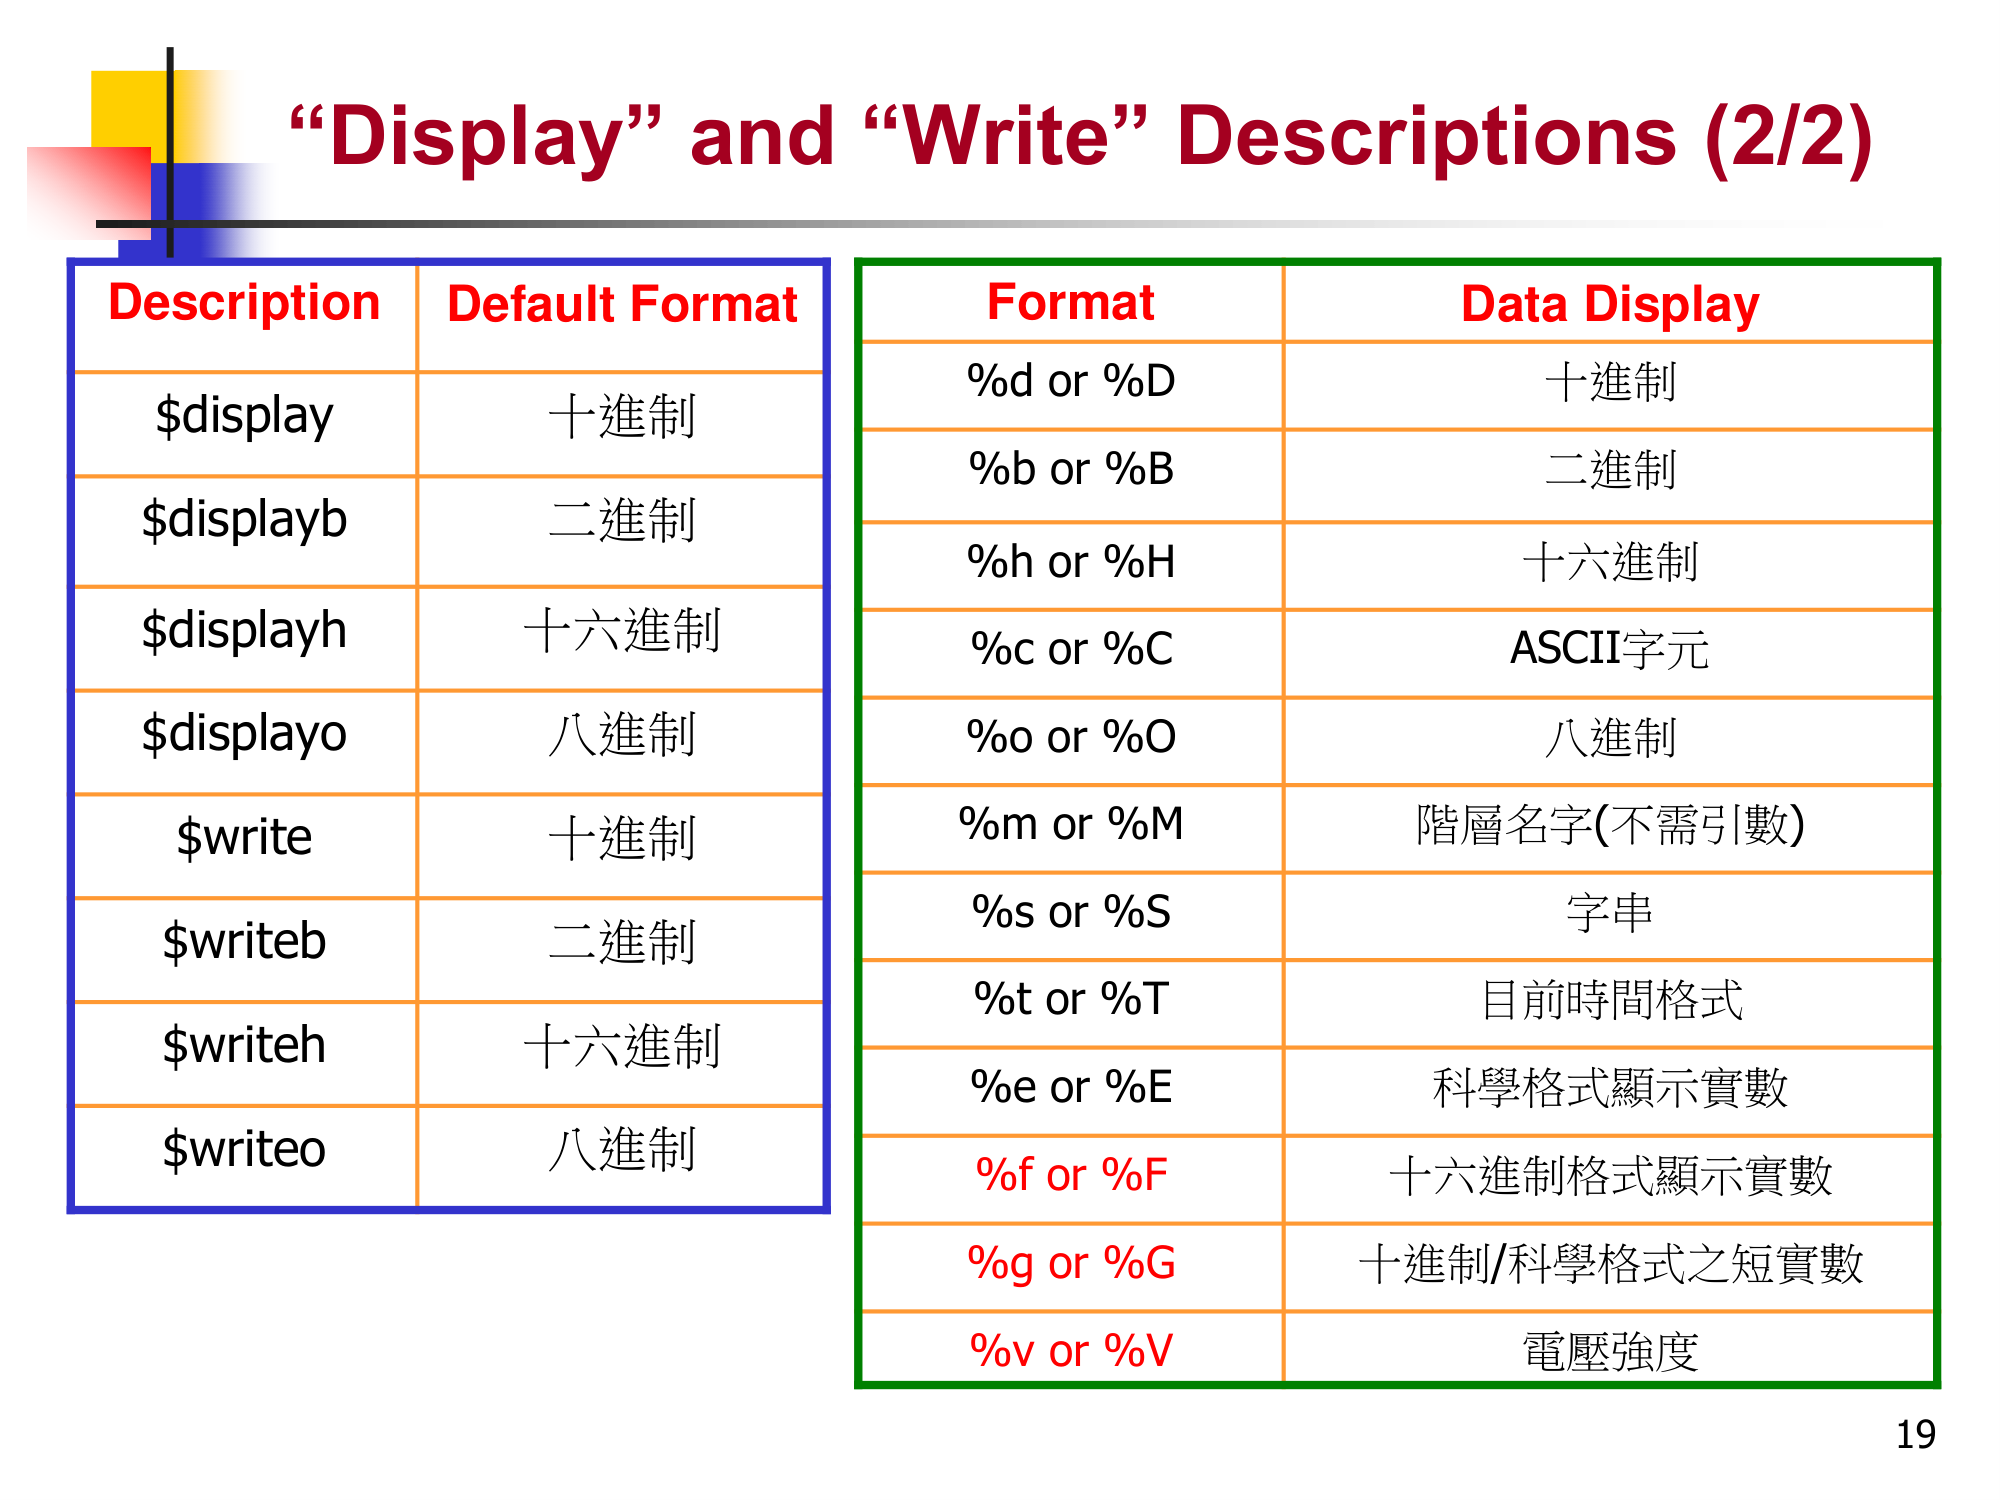 “Display” and “Write” Descriptions (2/2)
Description Default Format
$display 十進制
$displayb 二進制
$displayh 十六進制
$displayo 八進制
$write 十進制
$writeb 二進制
$writeh 十六進制
$writeo 八進制
Format Data Display
%d or %D 十進制
%b or %B 二進制
%h or %H 十六進制
%c or %C ASCII字元
%o or %O 八進制
%m or %M 階層名字(不需引數)
%s or %S 字串
%t or %T 目前時間格式
%e or %E 科學格式顯示實數
%f or %F 十六進制格式顯示實數
%g or %G 十進制/科學格式之短實數
%v or %V 電壓強度
19